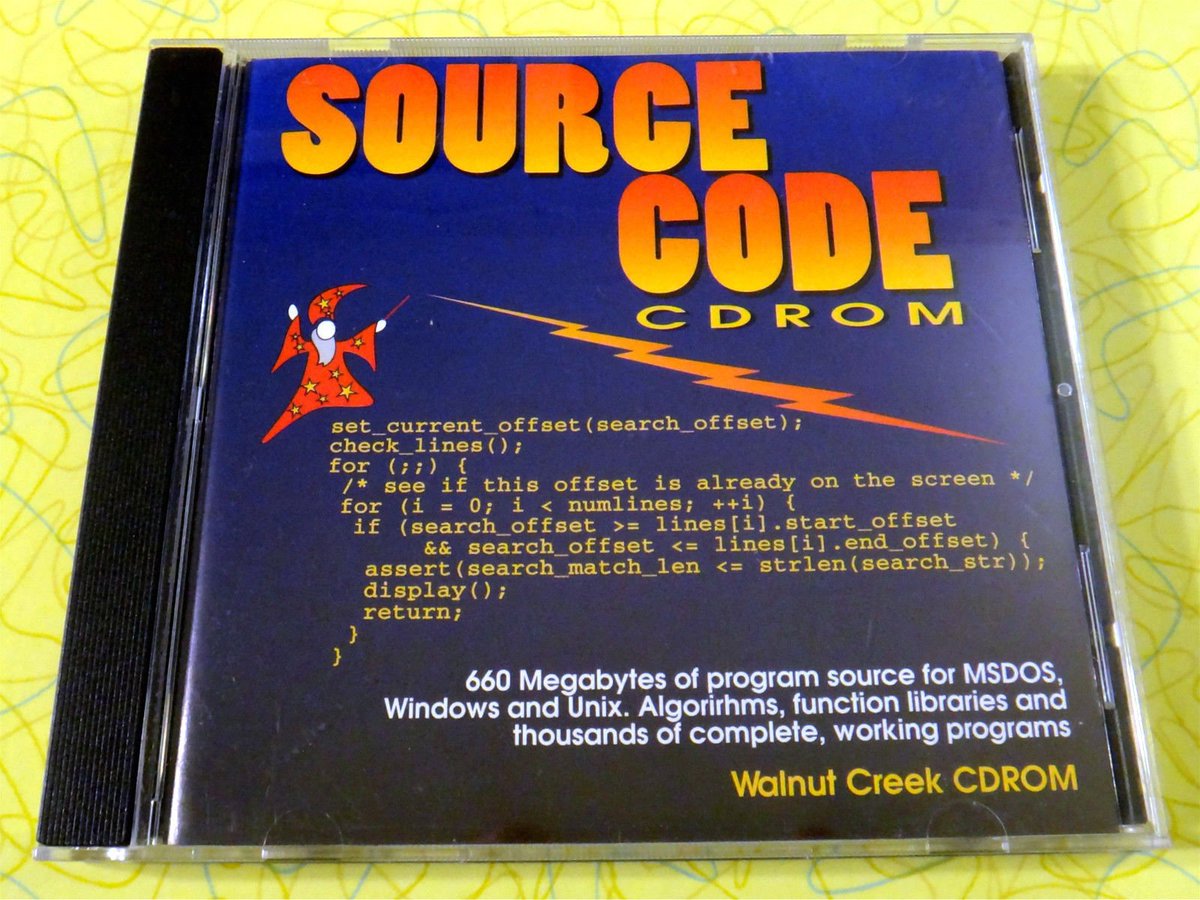 SOURCE
CODE
CDROM
set_current_offset(search_offset);
check_lines();
for (;;) {
/* see if this offset is already on the screen */
for (i = 0; i < numlines; ++i) {
if (search_offset >= lines[i].start_offset
&& search_offset <= lines[i].end_offset) {
assert(search_match_len <= strlen(search_str));
display();
return;
}
}
660 Megabytes of program source for MSDOS,
Windows and Unix. Algorirhms, function libraries and
thousands of complete, working programs
Walnut Creek CDROM